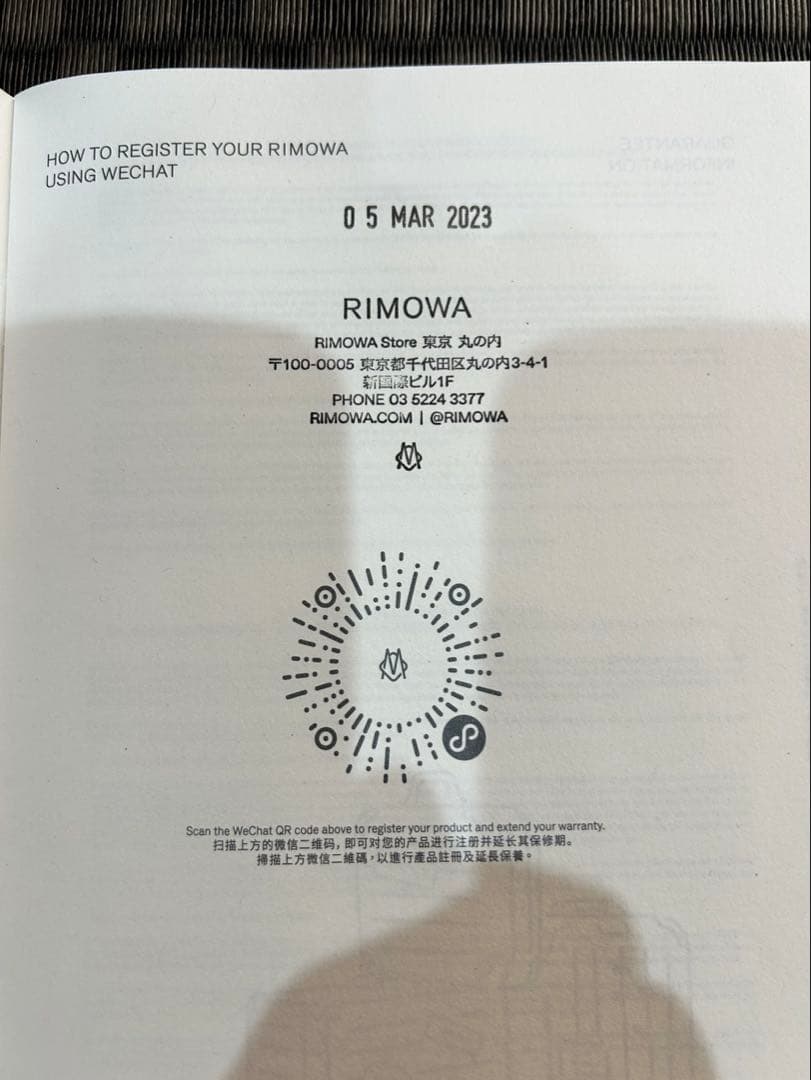 HOW TO REGISTER YOUR RIMOWA
USING WECHAT
05 MAR 2023
RIMOWA
RIMOWA Store 東京 丸の内
〒100-0005 東京都千代田区丸の内3-4-1
新国際ビル1F
PHONE 03 5224 3377
RIMOWA.COM | @RIMOWA
Scan the WeChat QR code above to register your product and extend your warranty.
扫描上方的微信二维码，即可对您的产品进行注册并延长其保修期。
掃描上方微信二維碼，以進行產品註冊及延長保養。
GUARANTEE
INFORMATION